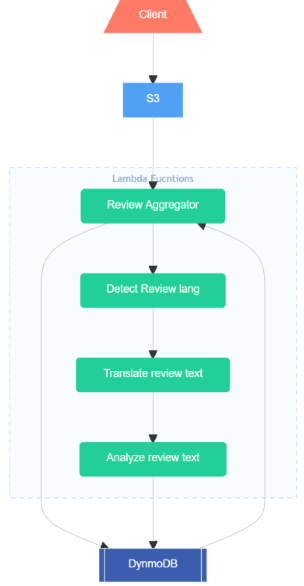 Client
S3
Lambda Fucntions
Review Aggregator
Detect Review lang
Translate review text
Analyze review text
DynmoDB